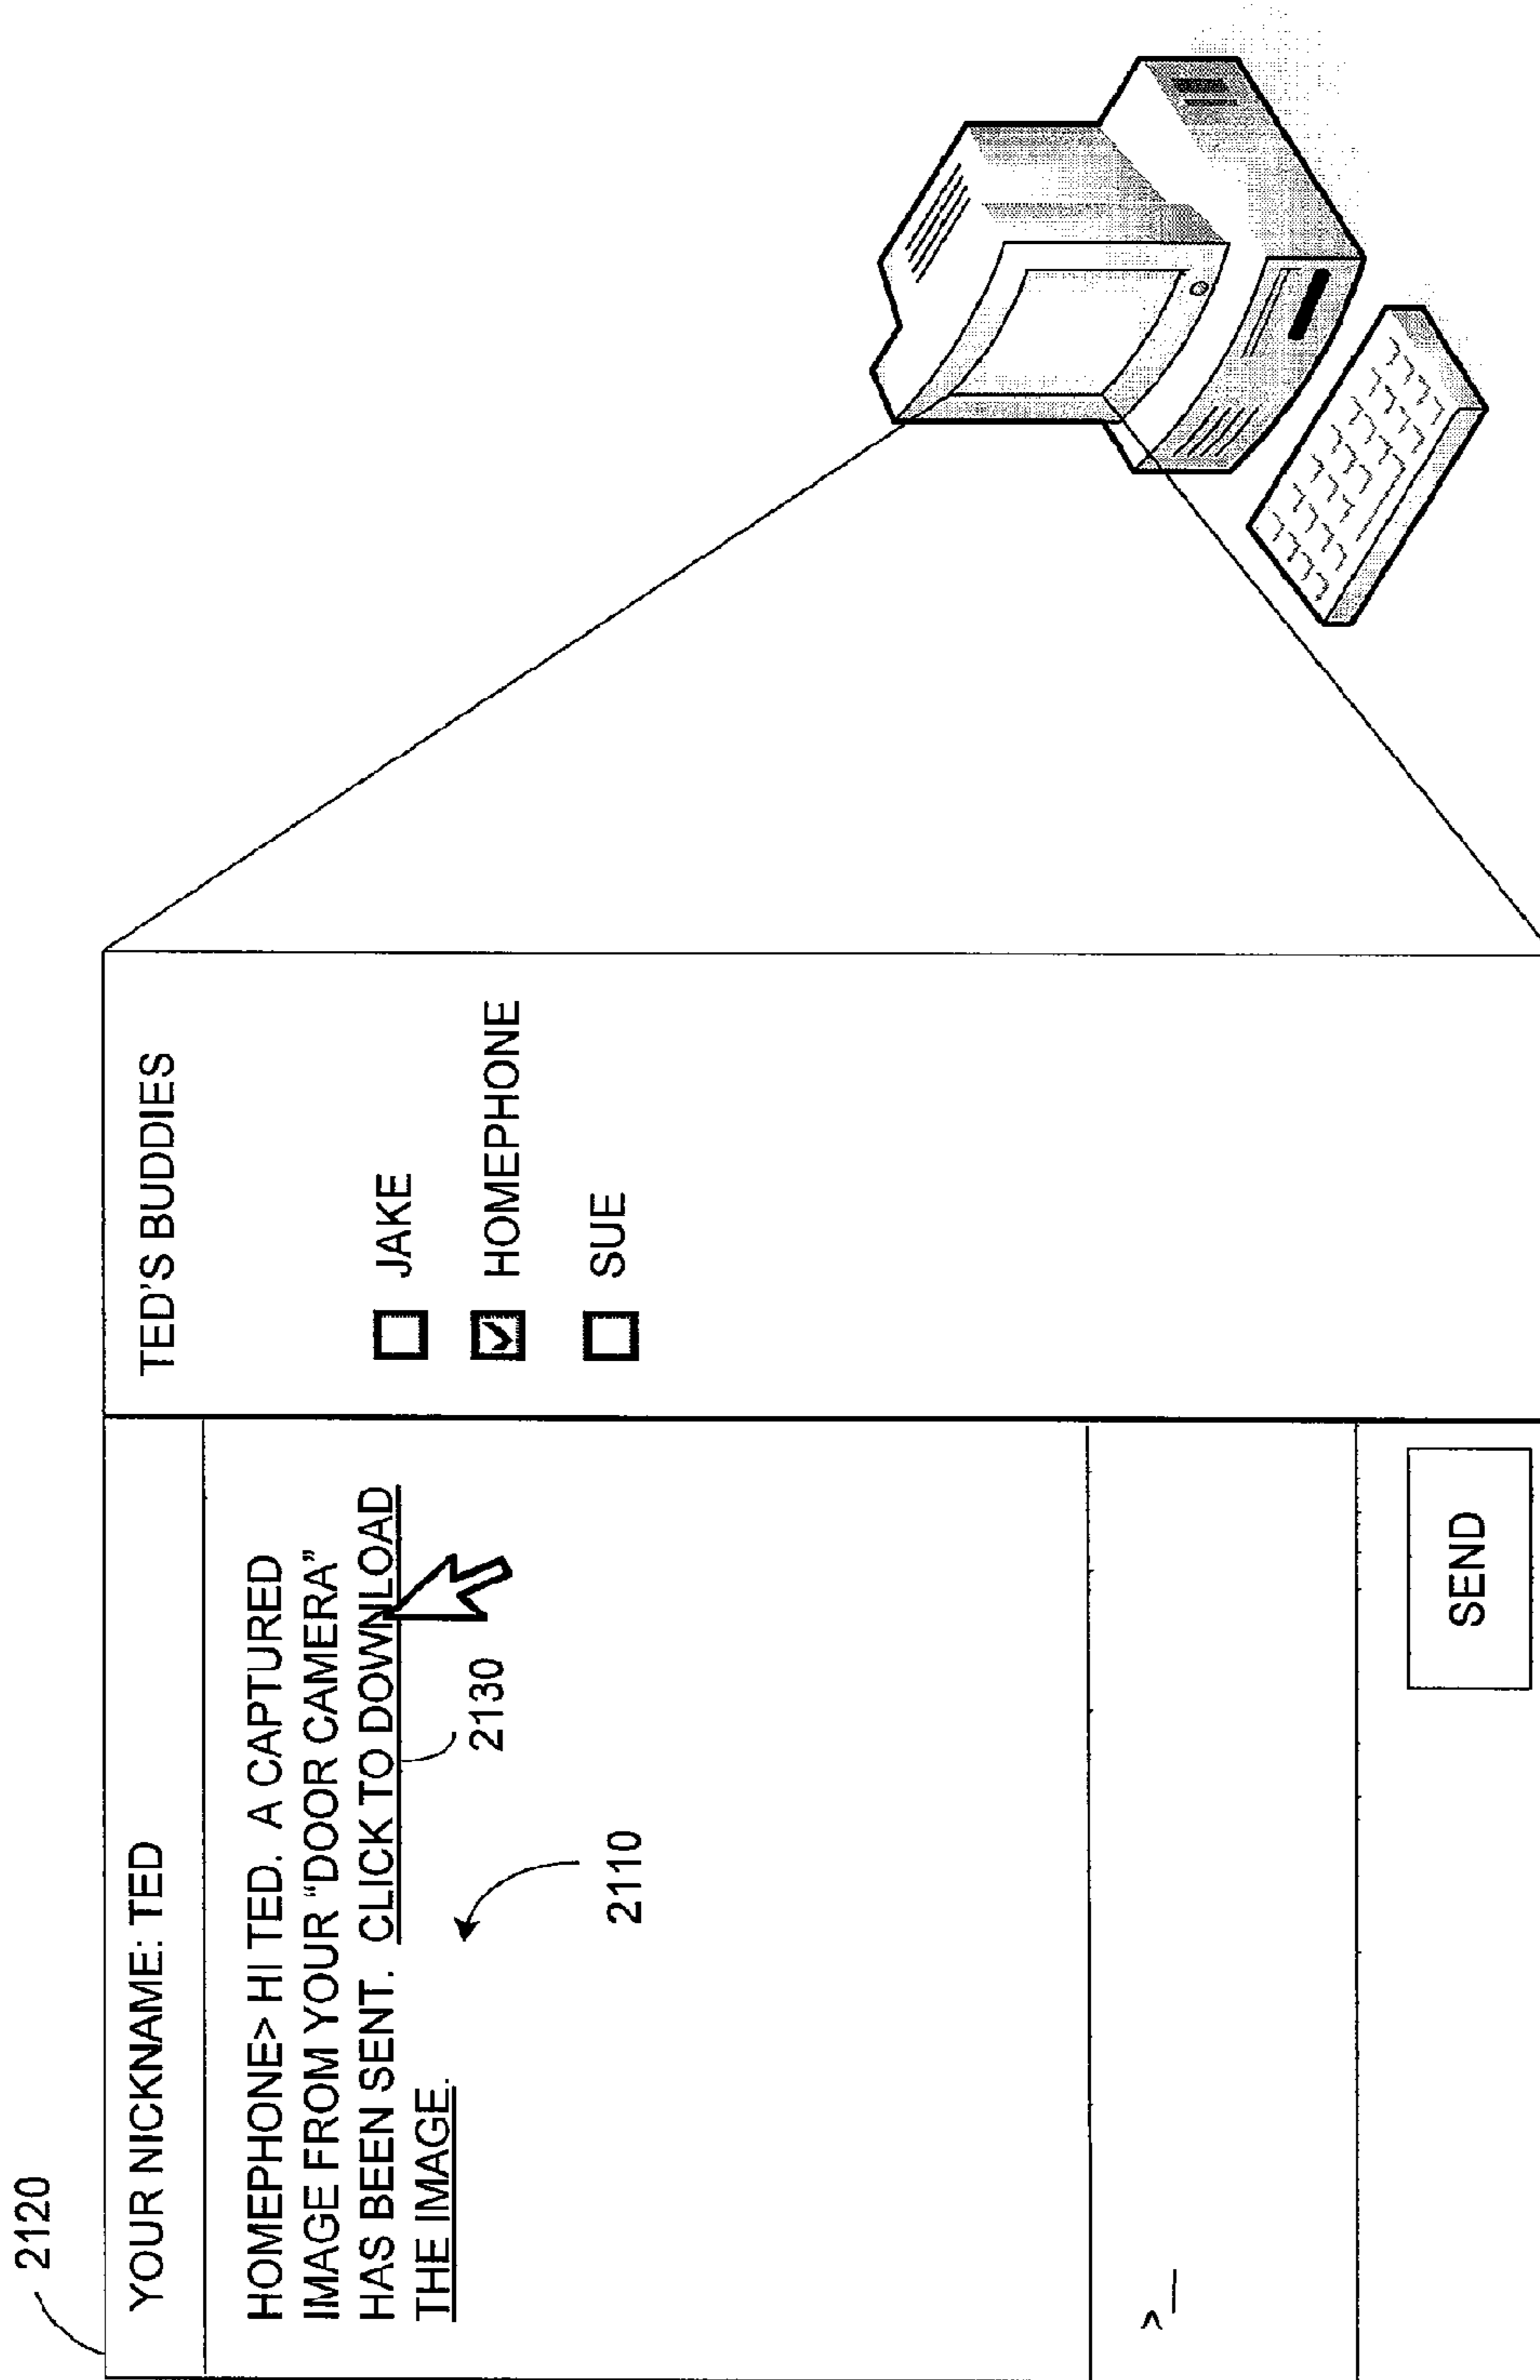 2120
YOUR NICKNAME: TED
HOMEPHONE> HI TED. A CAPTURED
IMAGE FROM YOUR "DOOR CAMERA"
HAS BEEN SENT. CLICK TO DOWNLOAD
THE IMAGE.
2130
2110
>_
SEND
TED'S BUDDIES
JAKE
HOMEPHONE
SUE